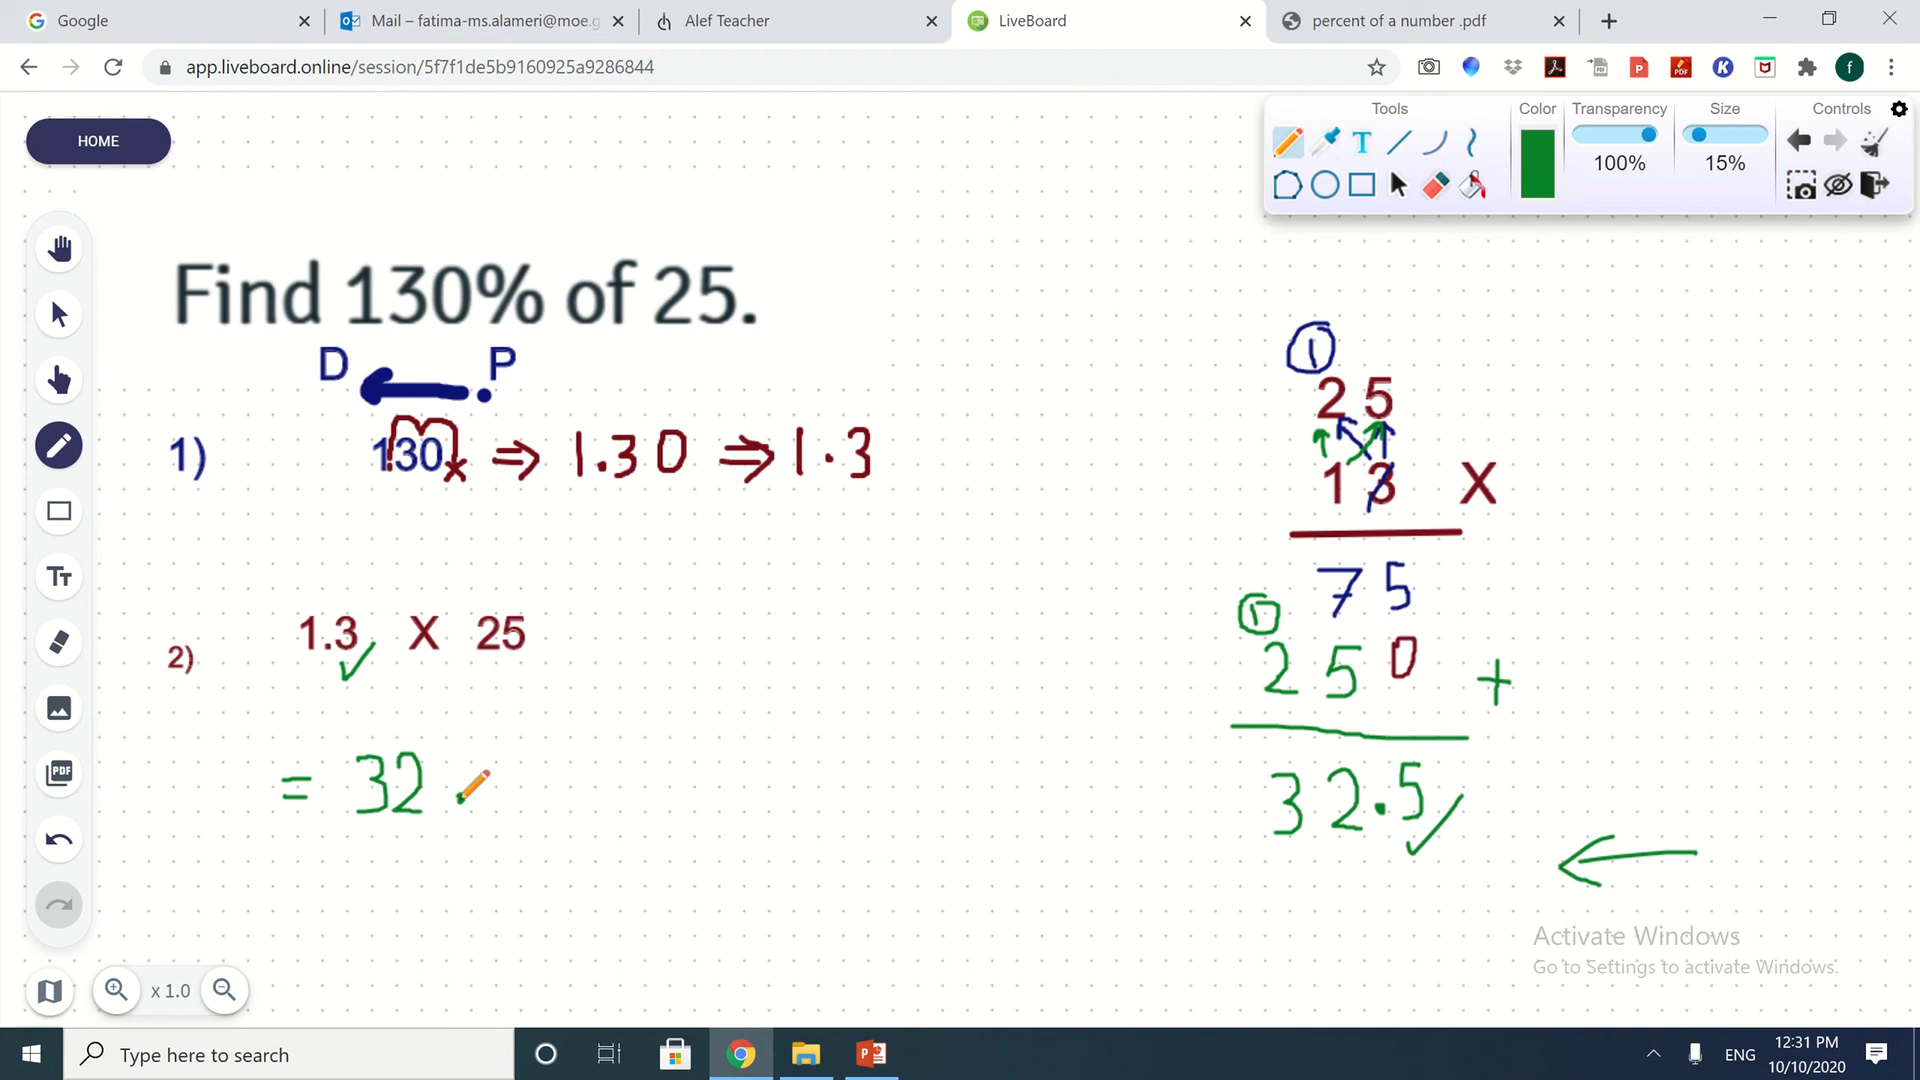 Google
Mail – fatima-ms.alameri@moe.g
Alef Teacher
LiveBoard
percent of a number .pdf
app.liveboard.online/session/5f7f1de5b9160925a9286844
f
Tools
Color
Transparency
Size
Controls
100%
15%
HOME
Find 130% of 25.
D
P
1)
130
⇒ 1.30 ⇒ 1.3
2)
1.3 X 25
= 32 .
1
25
13 X
75
1
250 +
32.5
TT
PDF
x 1.0
Activate Windows
Go to Settings to activate Windows.
Type here to search
ENG
12:31 PM
10/10/2020